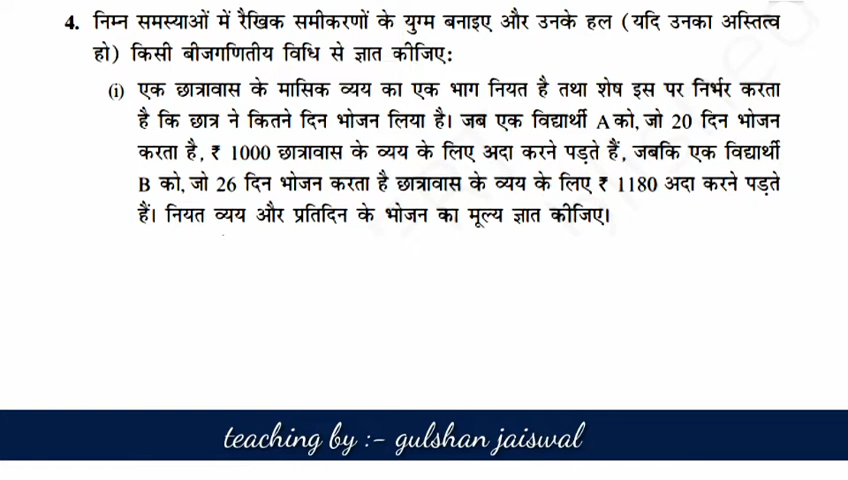 4. निम्न समस्याओं में रैखिक समीकरणों के युग्म बनाइए और उनके हल (यदि उनका अस्तित्व
हो) किसी बीजगणितीय विधि से ज्ञात कीजिए:
(i) एक छात्रावास के मासिक व्यय का एक भाग नियत है तथा शेष इस पर निर्भर करता
है कि छात्र ने कितने दिन भोजन लिया है। जब एक विद्यार्थी A को, जो 20 दिन भोजन
करता है, ₹ 1000 छात्रावास के व्यय के लिए अदा करने पड़ते हैं, जबकि एक विद्यार्थी
B को, जो 26 दिन भोजन करता है छात्रावास के व्यय के लिए ₹ 1180 अदा करने पड़ते
हैं। नियत व्यय और प्रतिदिन के भोजन का मूल्य ज्ञात कीजिए।
teaching by :- gulshan jaiswal